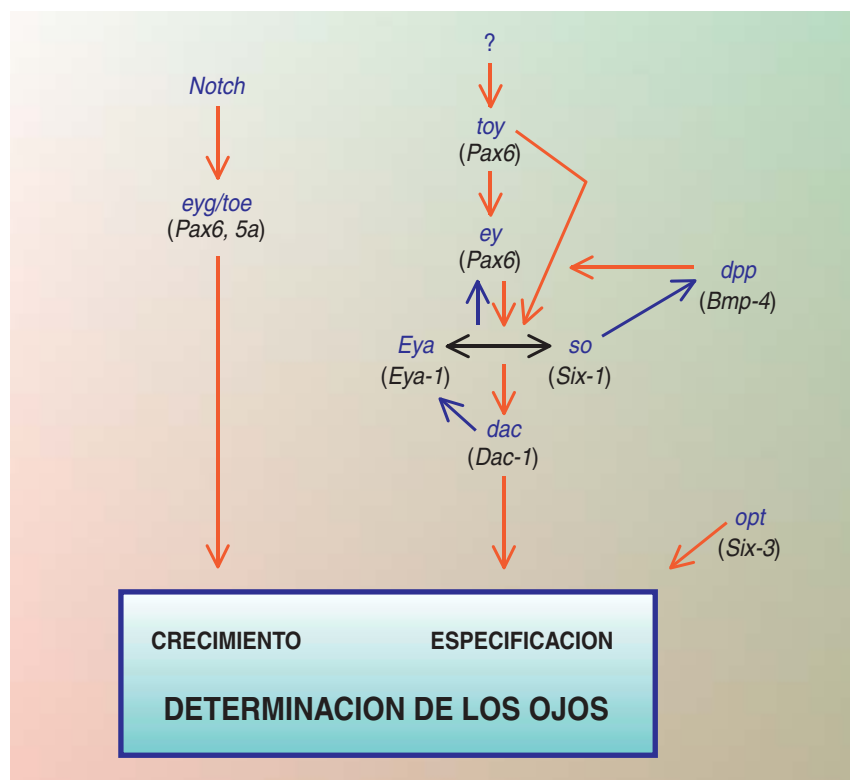 ?
Notch
toy
(Pax6)
eyg/toe
(Pax6, 5a)
ey
(Pax6)
dpp
(Bmp-4)
Eya
(Eya-1)
so
(Six-1)
dac
(Dac-1)
opt
(Six-3)
CRECIMIENTO
ESPECIFICACION
DETERMINACION DE LOS OJOS